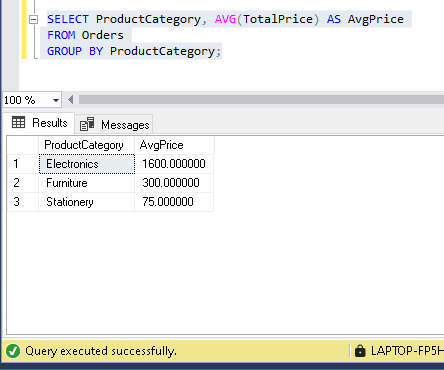 SELECT ProductCategory, AVG(TotalPrice) AS AvgPrice
FROM Orders
GROUP BY ProductCategory;
100 %
Results Messages
ProductCategory AvgPrice
1 Electronics 1600.000000
2 Furniture 300.000000
3 Stationery 75.000000
Query executed successfully. LAPTOP-FP5H